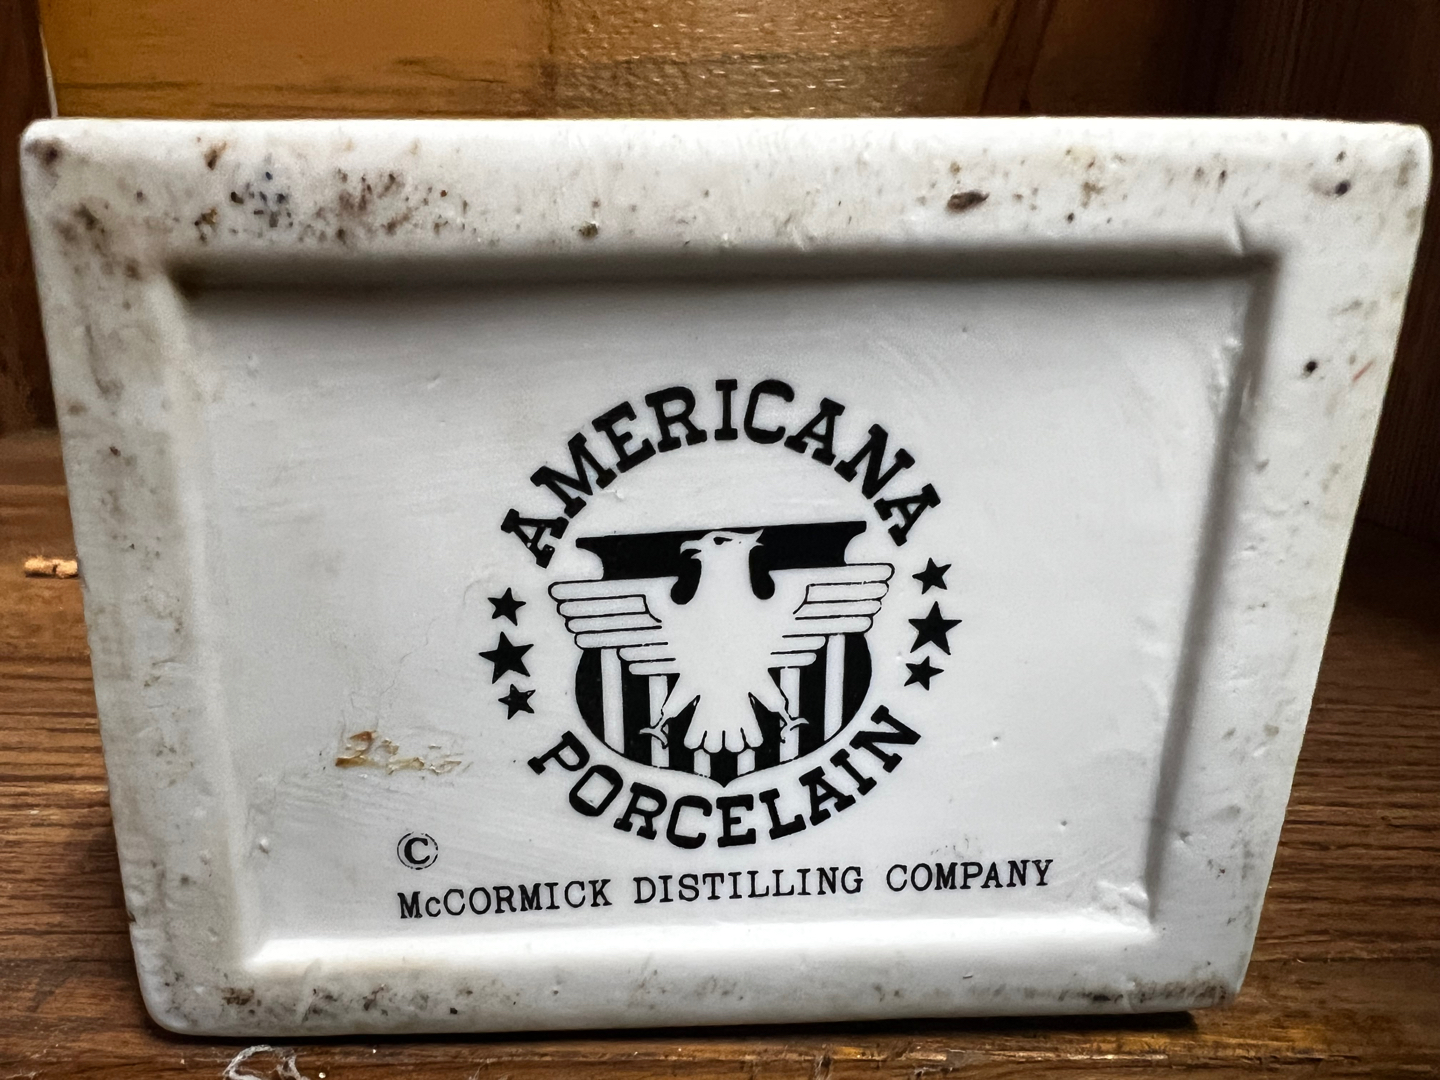 AMERICANA
PORCELAIN
©
McCORMICK DISTILLING COMPANY